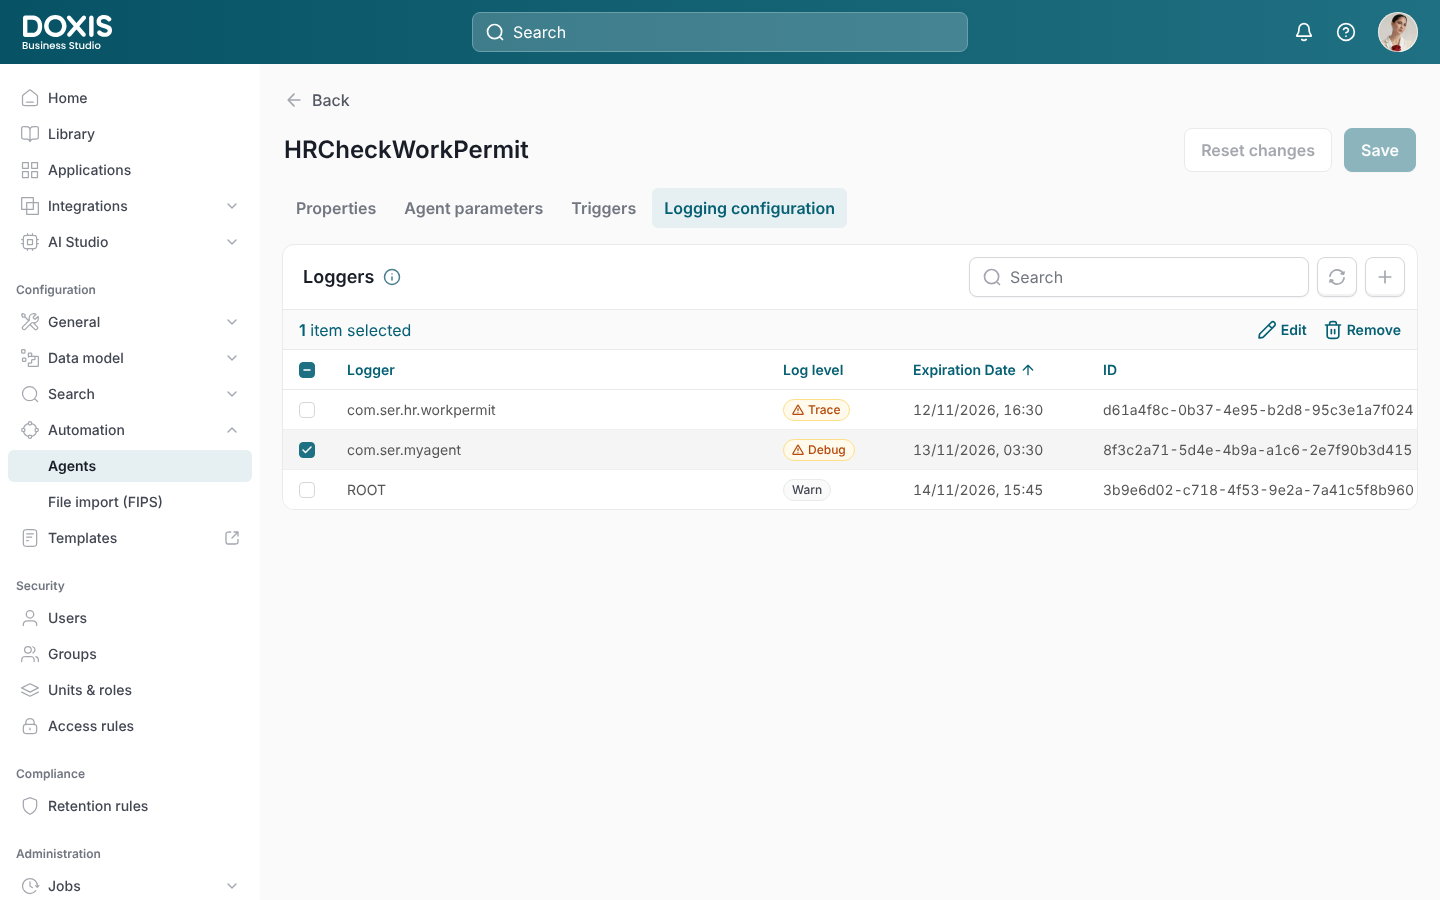 DOXIS
Business Studio
Search
Home
Library
Applications
Integrations
AI Studio
Configuration
General
Data model
Search
Automation
Agents
File import (FIPS)
Templates
Security
Users
Groups
Units & roles
Access rules
Compliance
Retention rules
Administration
Jobs
Back
HRCheckWorkPermit
Reset changes
Save
Properties
Agent parameters
Triggers
Logging configuration
Loggers
Search
1 item selected
Edit
Remove
Logger
Log level
Expiration Date
ID
com.ser.hr.workpermit
Trace
12/11/2026, 16:30
d61a4f8c-0b37-4e95-b2d8-95c3e1a7f024
com.ser.myagent
Debug
13/11/2026, 03:30
8f3c2a71-5d4e-4b9a-a1c6-2e7f90b3d415
ROOT
Warn
14/11/2026, 15:45
3b9e6d02-c718-4f53-9e2a-7a41c5f8b960